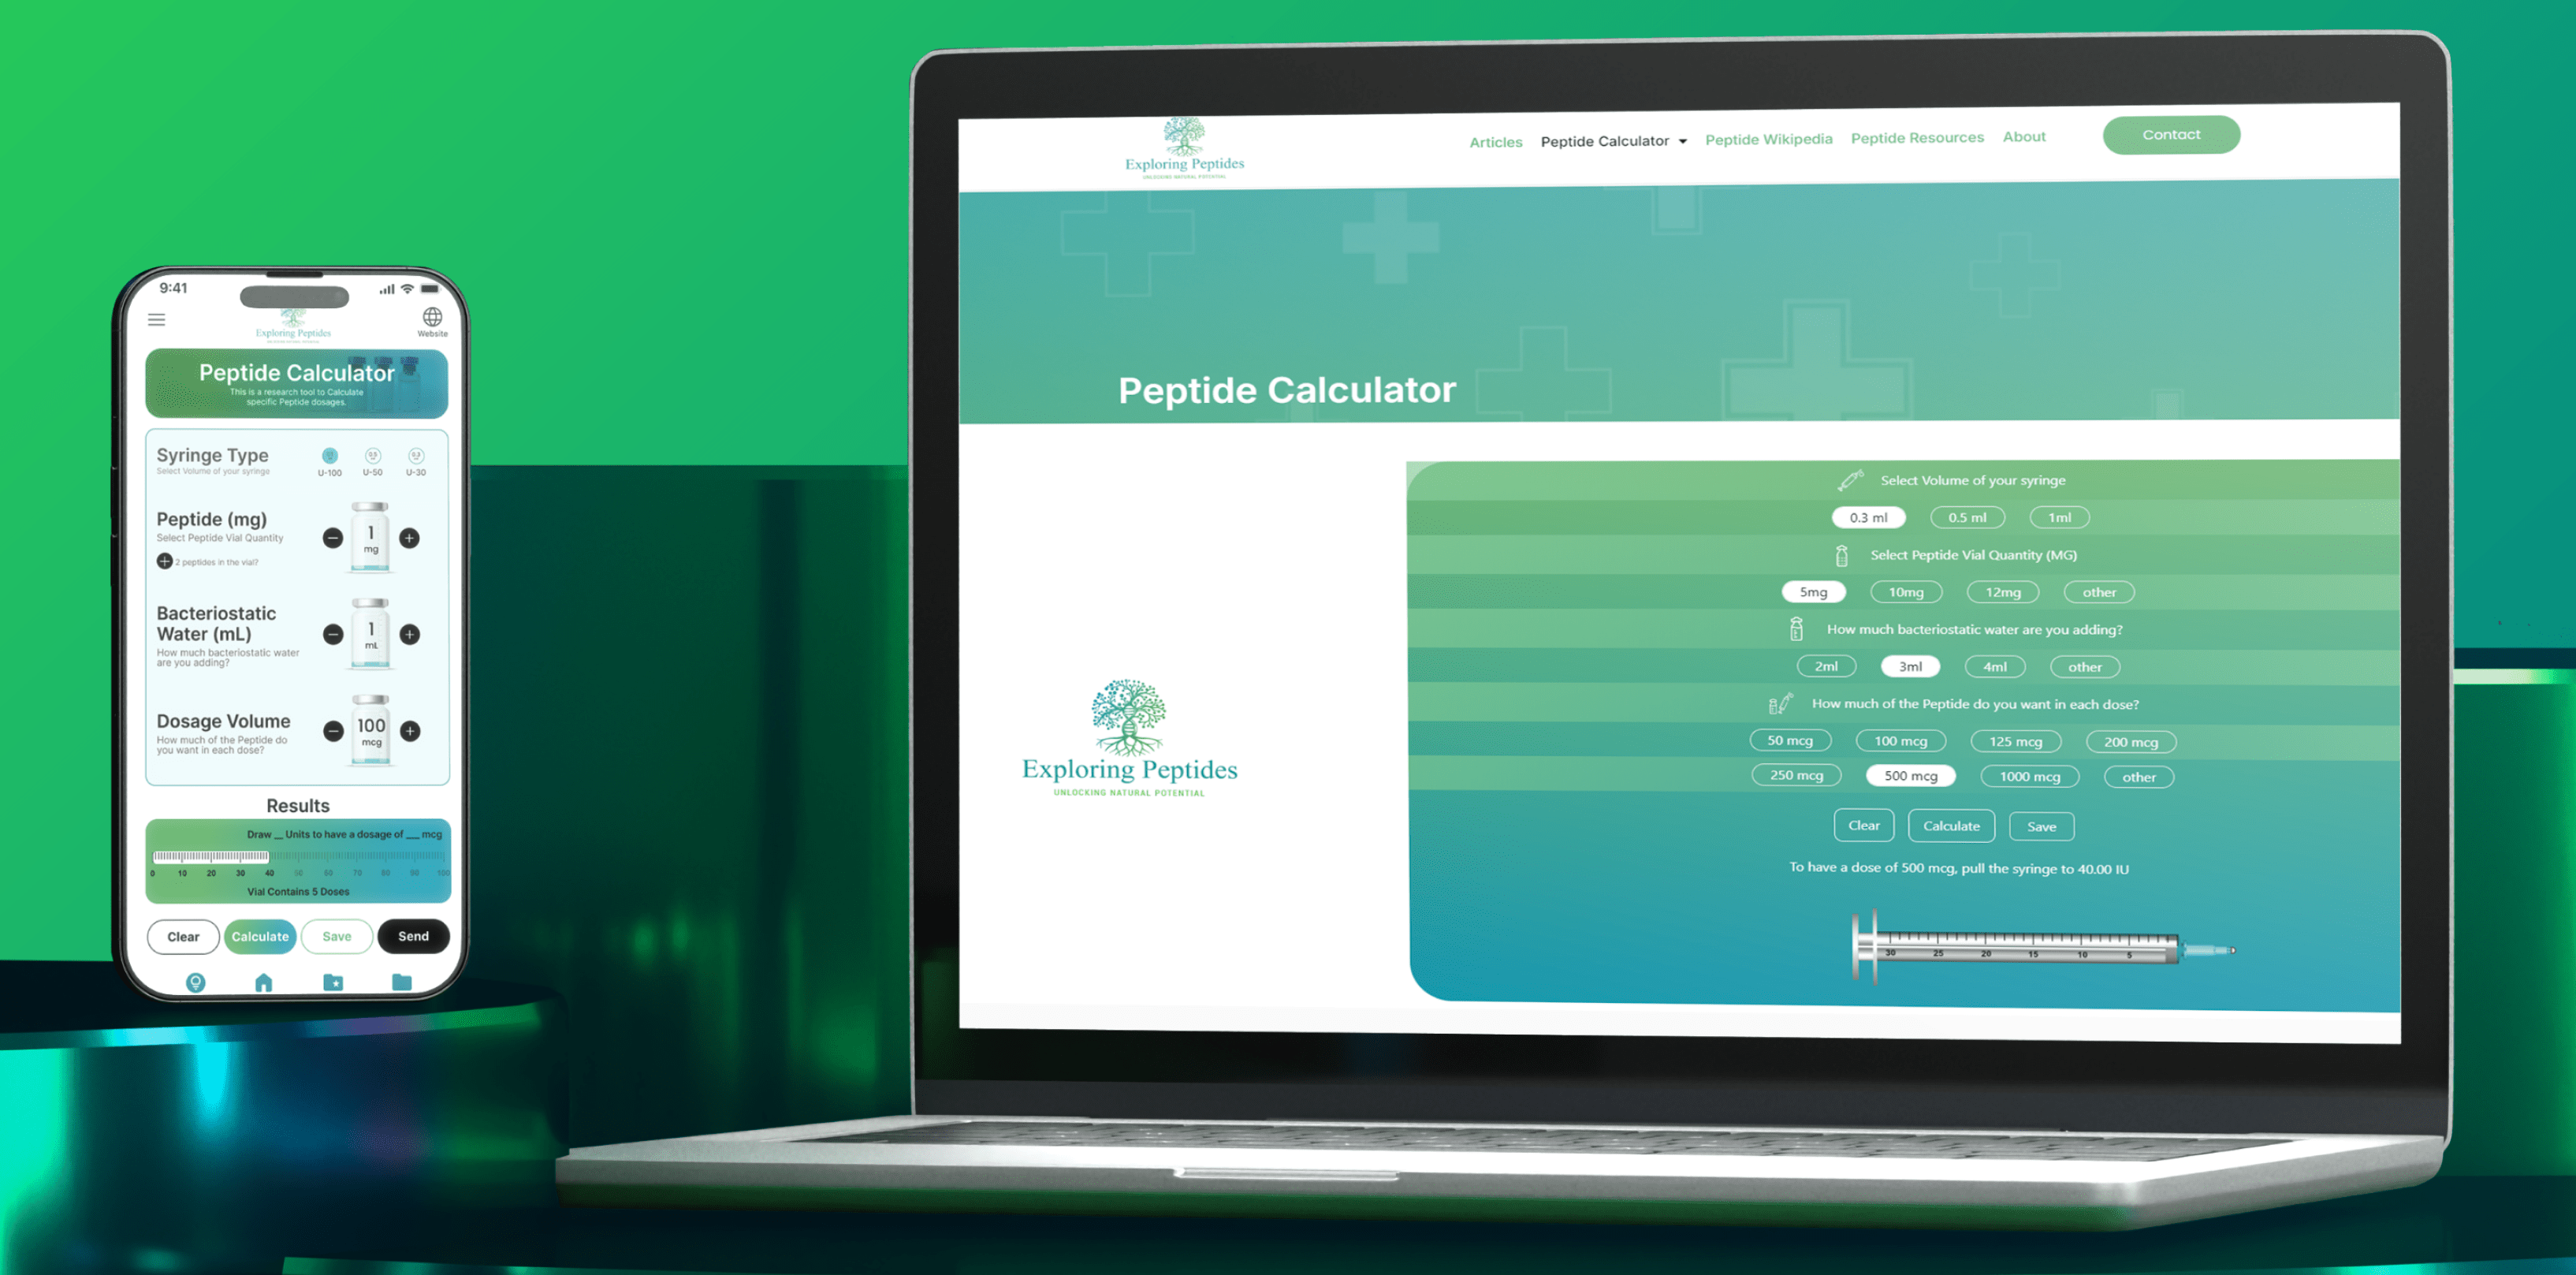 9:41
Exploring Peptides
Website
Peptide Calculator
This is a research tool to Calculate
specific Peptide dosages.
Syringe Type
Select Volume of your syringe
0.5
0.3
U-100
U-50
U-30
Peptide (mg)
Select Peptide Vial Quantity
2 peptides in the vial?
1
mg
Bacteriostatic
Water (mL)
How much bacteriostatic water
are you adding?
1
mL
Dosage Volume
How much of the Peptide do
you want in each dose?
100
mcg
Results
Draw __ Units to have a dosage of ___ mcg
0 10 20 30 40 50 60 70 80 90 100
Vial Contains 5 Doses
Clear
Calculate
Save
Send
Exploring Peptides
UNLOCKING NATURAL POTENTIAL
Articles
Peptide Calculator
Peptide Wikipedia
Peptide Resources
About
Contact
Peptide Calculator
Exploring Peptides
UNLOCKING NATURAL POTENTIAL
Select Volume of your syringe
0.3 ml
0.5 ml
1ml
Select Peptide Vial Quantity (MG)
5mg
10mg
12mg
other
How much bacteriostatic water are you adding?
2ml
3ml
4ml
other
How much of the Peptide do you want in each dose?
50 mcg
100 mcg
125 mcg
200 mcg
250 mcg
500 mcg
1000 mcg
other
Clear
Calculate
Save
To have a dose of 500 mcg, pull the syringe to 40.00 IU
30 25 20 15 10 5